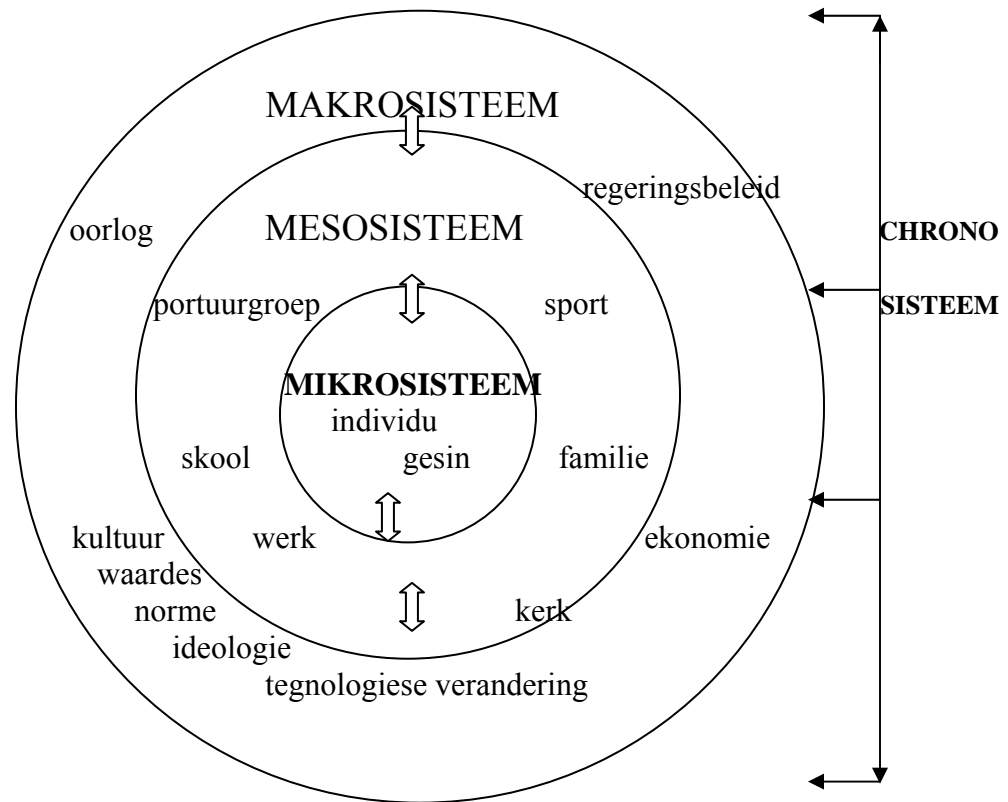 MAKROSISTEEM
regeringsbeleid
oorlog
MESOSISTEEM
CHRONO
portuurgroep
sport
SISTEEM
MIKROSISTEEM
individu
skool
gesin
familie
kultuur
werk
ekonomie
waardes
norme
kerk
ideologie
tegnologiese verandering